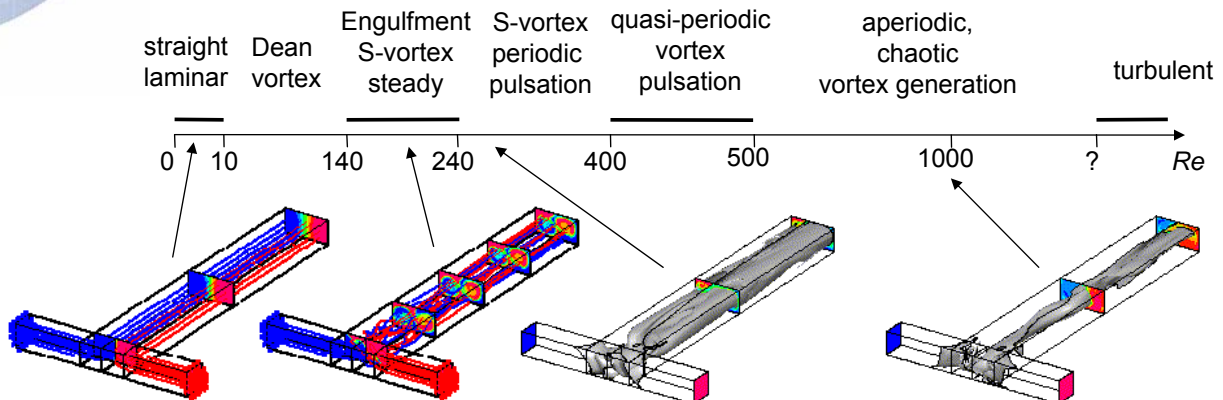 straight
laminar
Dean
vortex
Engulfment
S-vortex
steady
S-vortex
periodic
pulsation
quasi-periodic
vortex
pulsation
aperiodic,
chaotic
vortex generation
turbulent
0 10 140 240 400 500 1000 ? Re